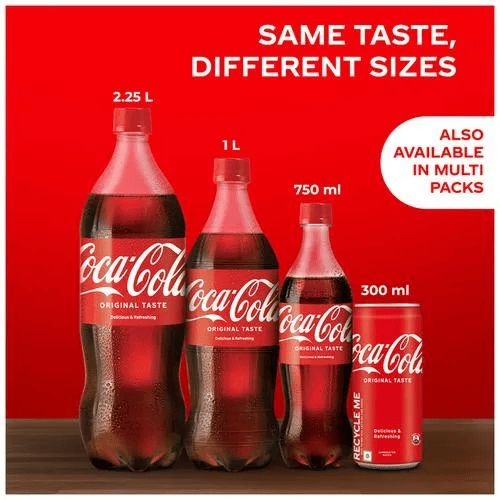 SAME TASTE,
DIFFERENT SIZES
2.25 L
1 L
750 ml
300 ml
ALSO
AVAILABLE
IN MULTI
PACKS
Coca-Cola
ORIGINAL TASTE
Delicious & Refreshing
Coca-Cola
ORIGINAL TASTE
Delicious & Refreshing
Coca-Cola
ORIGINAL TASTE
Delicious & Refreshing
Coca-Cola
ORIGINAL TASTE
RECYCLE ME
Delicious &
Refreshing